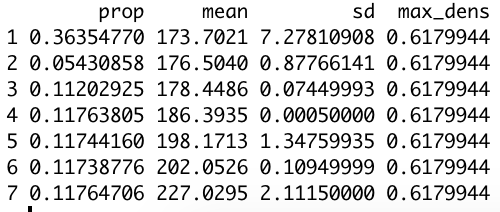 prop mean sd max_dens
1 0.36354770 173.7021 7.27810908 0.6179944
2 0.05430858 176.5040 0.87766141 0.6179944
3 0.11202925 178.4486 0.07449993 0.6179944
4 0.11763805 186.3935 0.00050000 0.6179944
5 0.11744160 198.1713 1.34759935 0.6179944
6 0.11738776 202.0526 0.10949999 0.6179944
7 0.11764706 227.0295 2.11150000 0.6179944